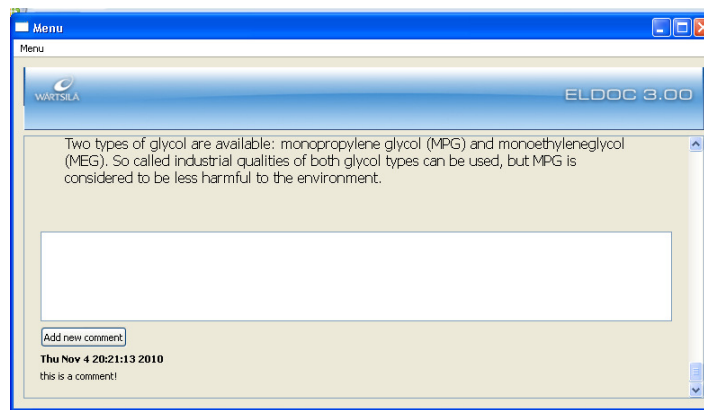 Menu
Menu
WÄRTSILÄ
ELDOC 3.00
Two types of glycol are available: monopropylene glycol (MPG) and monoethyleneglycol
(MEG). So called industrial qualities of both glycol types can be used, but MPG is
considered to be less harmful to the environment.
Add new comment
Thu Nov 4 20:21:13 2010
this is a comment!